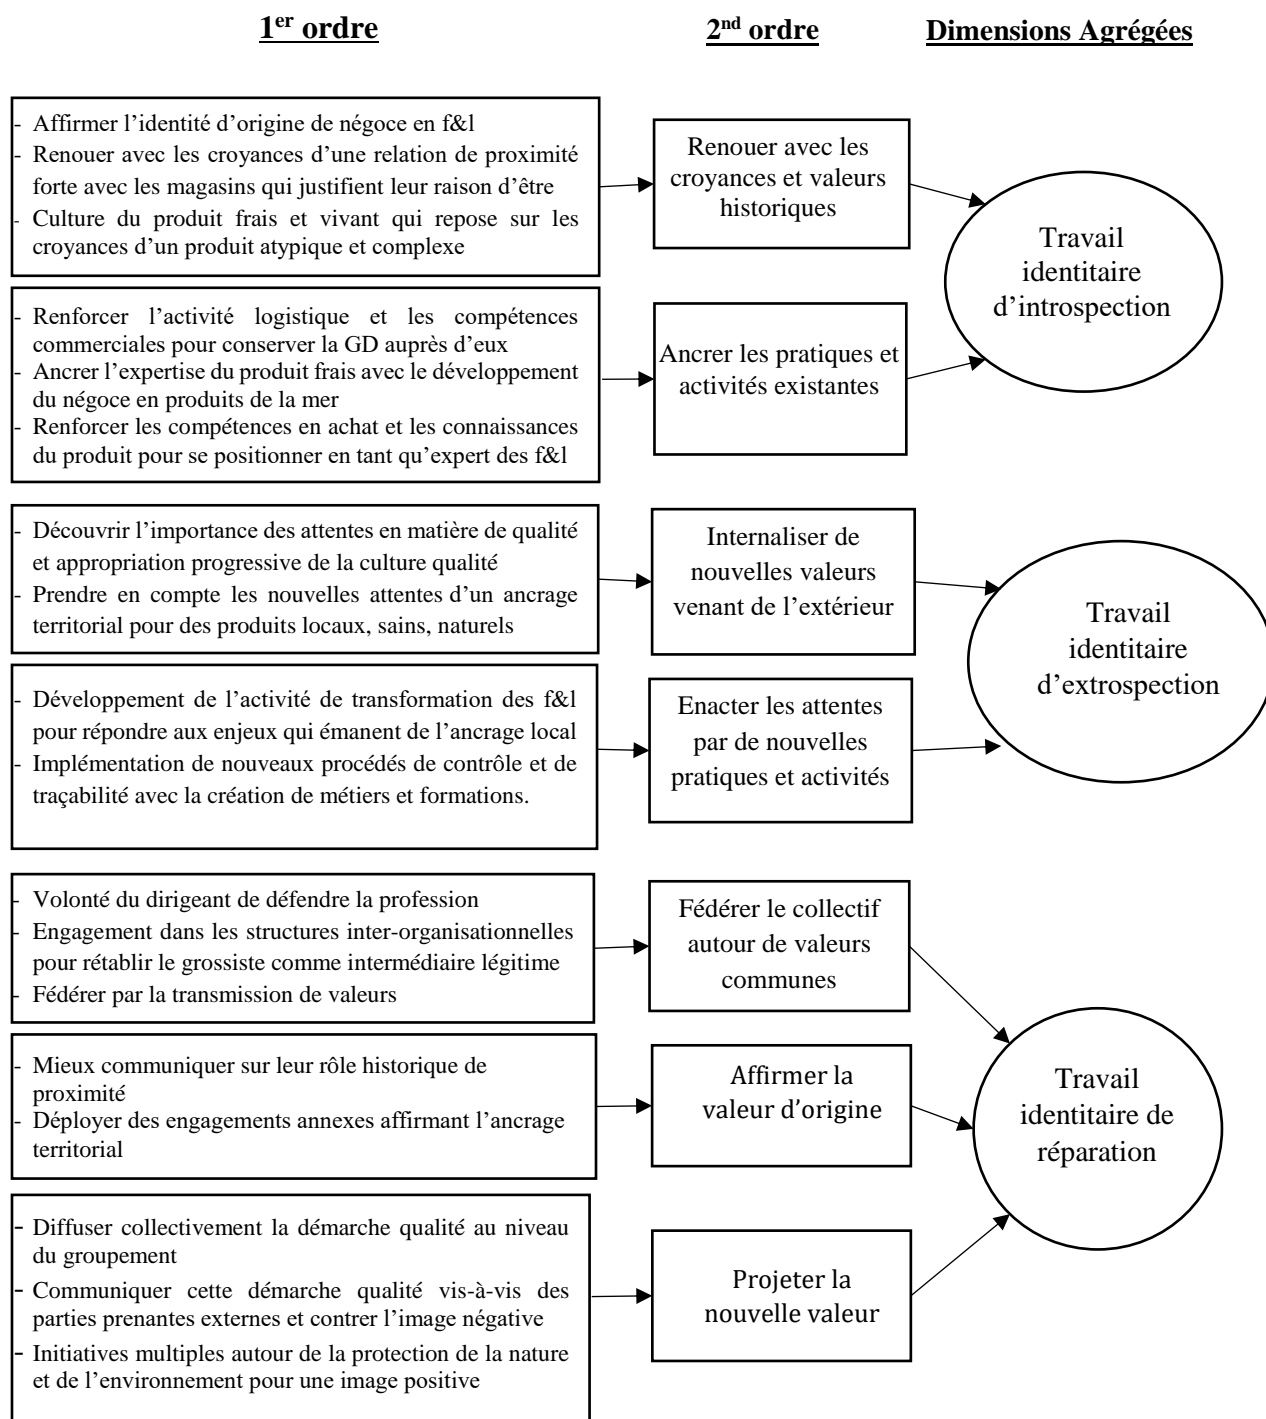 1er ordre
2nd ordre
Dimensions Agrégées
- Affirmer l'identité d'origine de négoce en f&l
- Renouer avec les croyances d'une relation de proximité
forte avec les magasins qui justifient leur raison d'être
- Culture du produit frais et vivant qui repose sur les
croyances d'un produit atypique et complexe
Renouer avec les
croyances et valeurs
historiques
Travail
identitaire
d'introspection
- Renforcer l'activité logistique et les compétences
commerciales pour conserver la GD auprès d'eux
- Ancrer l'expertise du produit frais avec le développement
du négoce en produits de la mer
- Renforcer les compétences en achat et les connaissances
du produit pour se positionner en tant qu'expert des f&l
Ancrer les pratiques et
activités existantes
- Découvrir l'importance des attentes en matière de qualité
et appropriation progressive de la culture qualité
- Prendre en compte les nouvelles attentes d'un ancrage
territorial pour des produits locaux, sains, naturels
Internaliser de
nouvelles valeurs
venant de l'extérieur
Travail
identitaire
d'extrospection
- Développement de l'activité de transformation des f&l
pour répondre aux enjeux qui émanent de l'ancrage local
- Implémentation de nouveaux procédés de contrôle et de
traçabilité avec la création de métiers et formations.
Enacter les attentes
par de nouvelles
pratiques et activités
- Volonté du dirigeant de défendre la profession
- Engagement dans les structures inter-organisationnelles
pour rétablir le grossiste comme intermédiaire légitime
- Fédérer par la transmission de valeurs
Fédérer le collectif
autour de valeurs
communes
- Mieux communiquer sur leur rôle historique de
proximité
- Déployer des engagements annexes affirmant l'ancrage
territorial
Affirmer la
valeur d'origine
Travail
identitaire de
réparation
- Diffuser collectivement la démarche qualité au niveau
du groupement
- Communiquer cette démarche qualité vis-à-vis des
parties prenantes externes et contrer l'image négative
- Initiatives multiples autour de la protection de la nature
et de l'environnement pour une image positive
Projeter la
nouvelle valeur